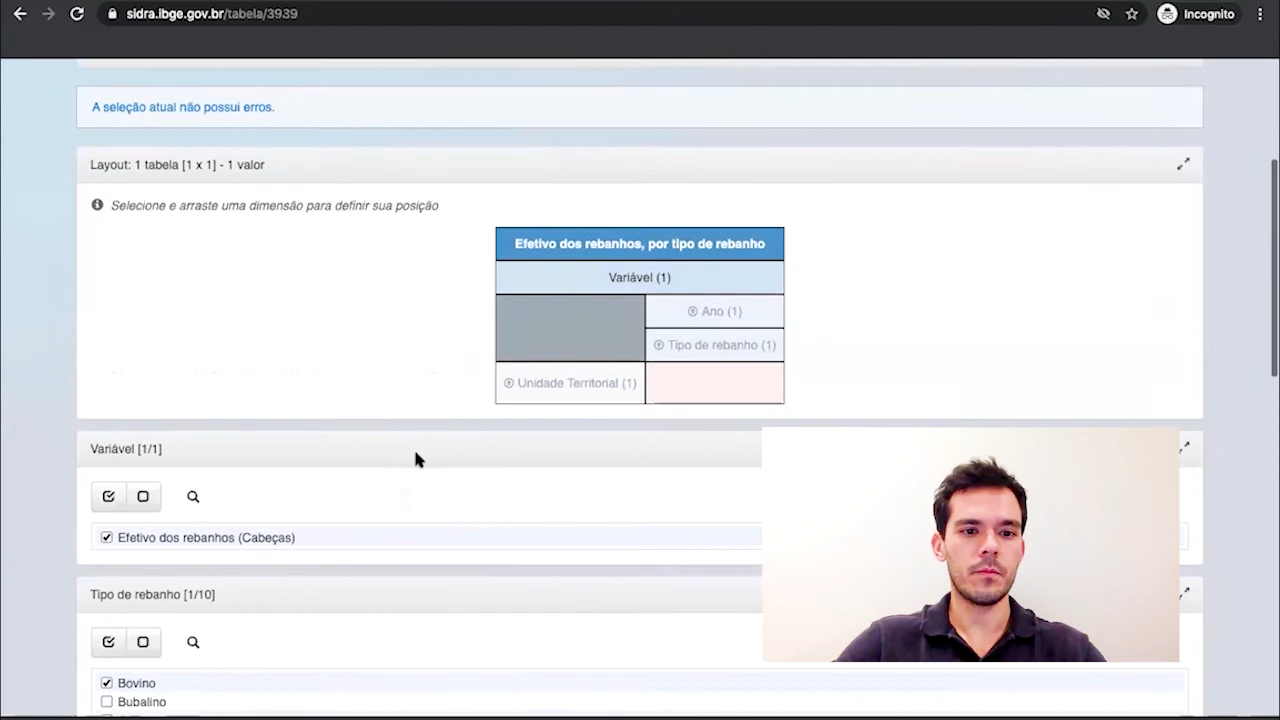 sidra.ibge.gov.br/tabela/3939
Incognito
A seleção atual não possui erros.
Layout: 1 tabela [1 x 1] - 1 valor
Selecione e arraste uma dimensão para definir sua posição
Efetivo dos rebanhos, por tipo de rebanho
Variável (1)
Ano (1)
Tipo de rebanho (1)
Unidade Territorial (1)
Variável [1/1]
Efetivo dos rebanhos (Cabeças)
Tipo de rebanho [1/10]
Bovino
Bubalino